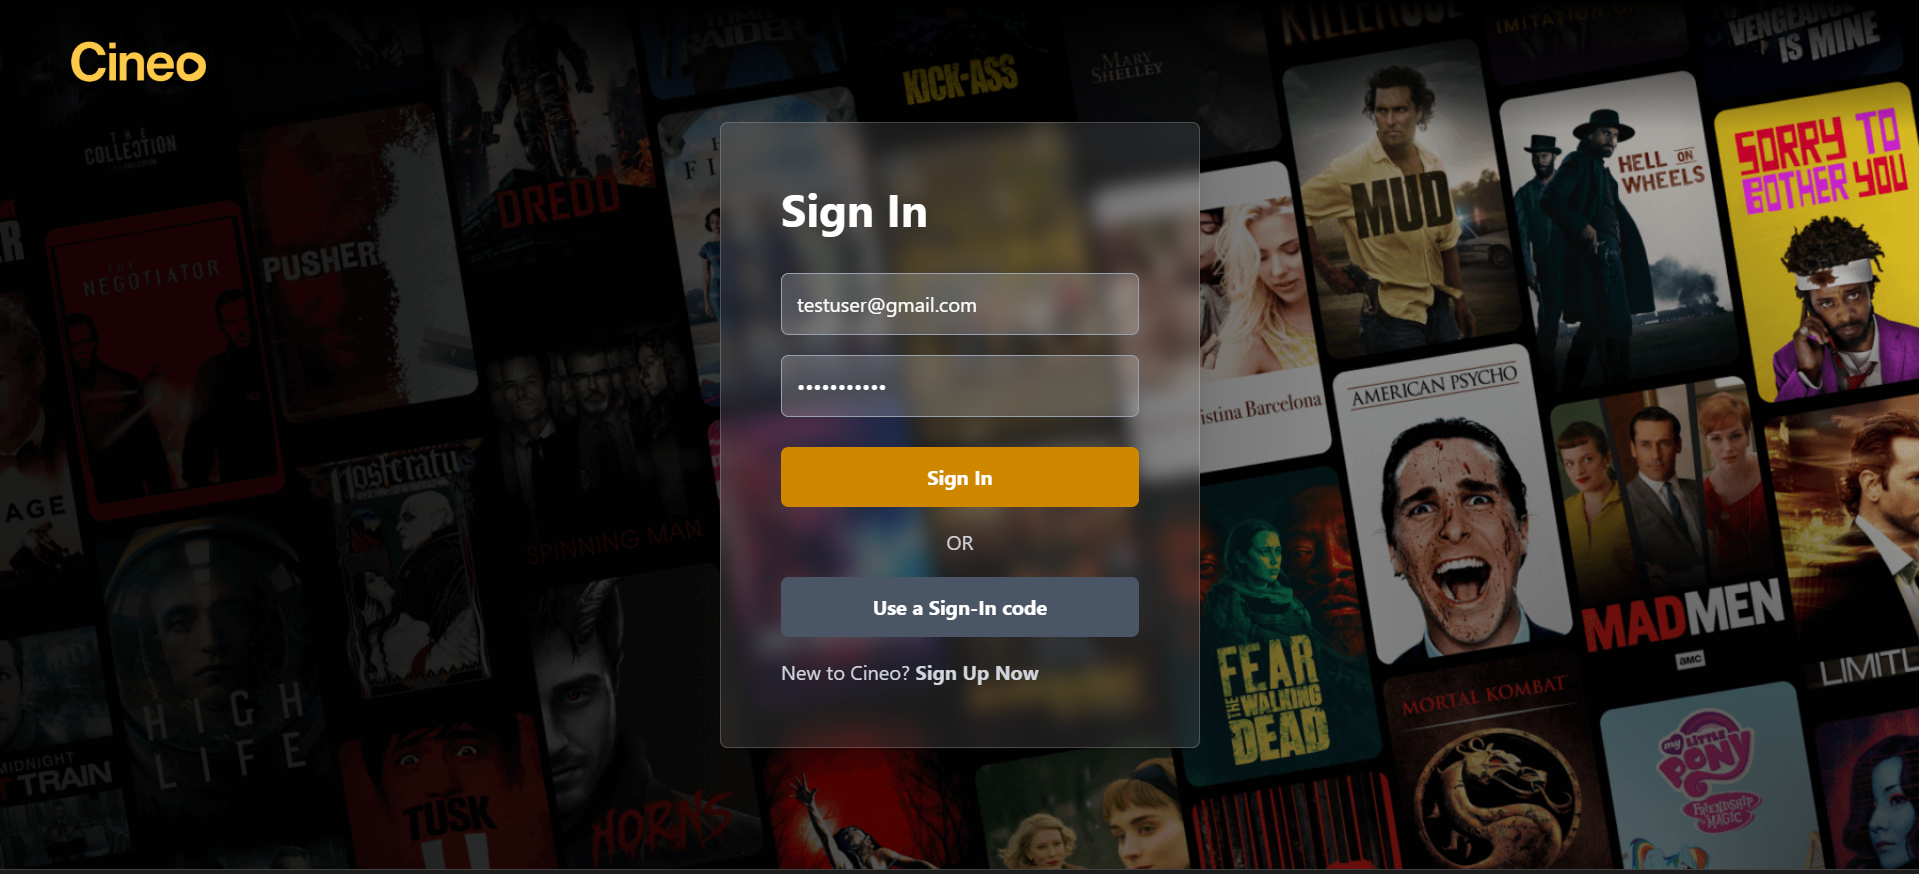 Cineo
Sign In
testuser@gmail.com
•••••••••••
Sign In
OR
Use a Sign-In code
New to Cineo? Sign Up Now
TOMB
RAIDER
KICK-ASS
MARY
SHELLEY
IMITATION
VENGEANCE
IS MINE
THE
COLLECTION
DREDD
MUD
HELL ON
WHEELS
SORRY TO
BOTHER YOU
THE
NEGOTIATOR
PUSHER
Nosferatu
SPINNING MAN
AGE
stina Barcelona
AMERICAN PSYCHO
MAD MEN
amc
LIMITL
FEAR
THE WALKING
DEAD
MORTAL KOMBAT
MY LITTLE
PONY
FRIENDSHIP
IS MAGIC
HIGH
LIFE
MIDNIGHT
TRAIN
TUSK
HORNS